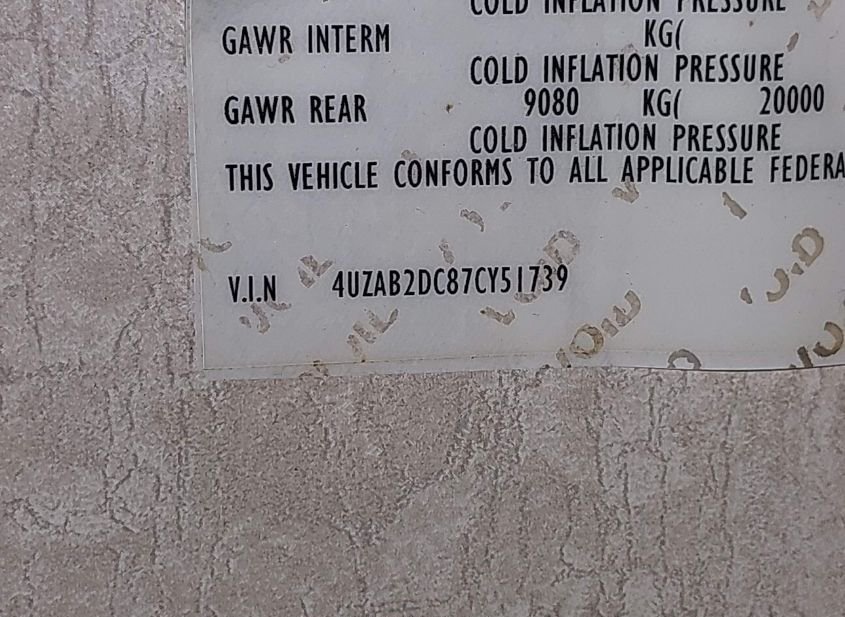 COLD INFLATION PRESSURE
GAWR INTERM KG(
COLD INFLATION PRESSURE
GAWR REAR 9080 KG( 20000
COLD INFLATION PRESSURE
THIS VEHICLE CONFORMS TO ALL APPLICABLE FEDERA
V.I.N 4UZAB2DC87CY51739
VOID